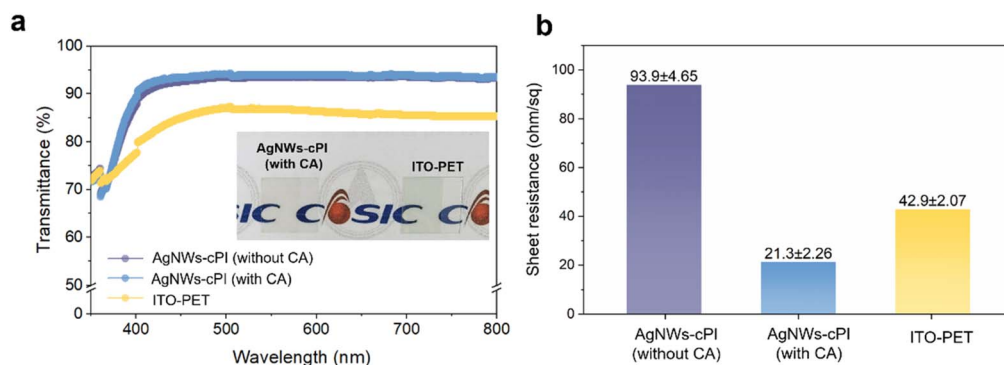 a
Transmittance (%)
100
90
80
70
60
50
0
400
500
600
700
800
Wavelength (nm)
AgNWs-cPI
(with CA)
ITO-PET
SIC CASIC CASIC
AgNWs-cPI (without CA)
AgNWs-cPI (with CA)
ITO-PET
b
Sheet resistance (ohm/sq)
100
80
60
40
20
0
93.9±4.65
21.3±2.26
42.9±2.07
AgNWs-cPI
(without CA)
AgNWs-cPI
(with CA)
ITO-PET